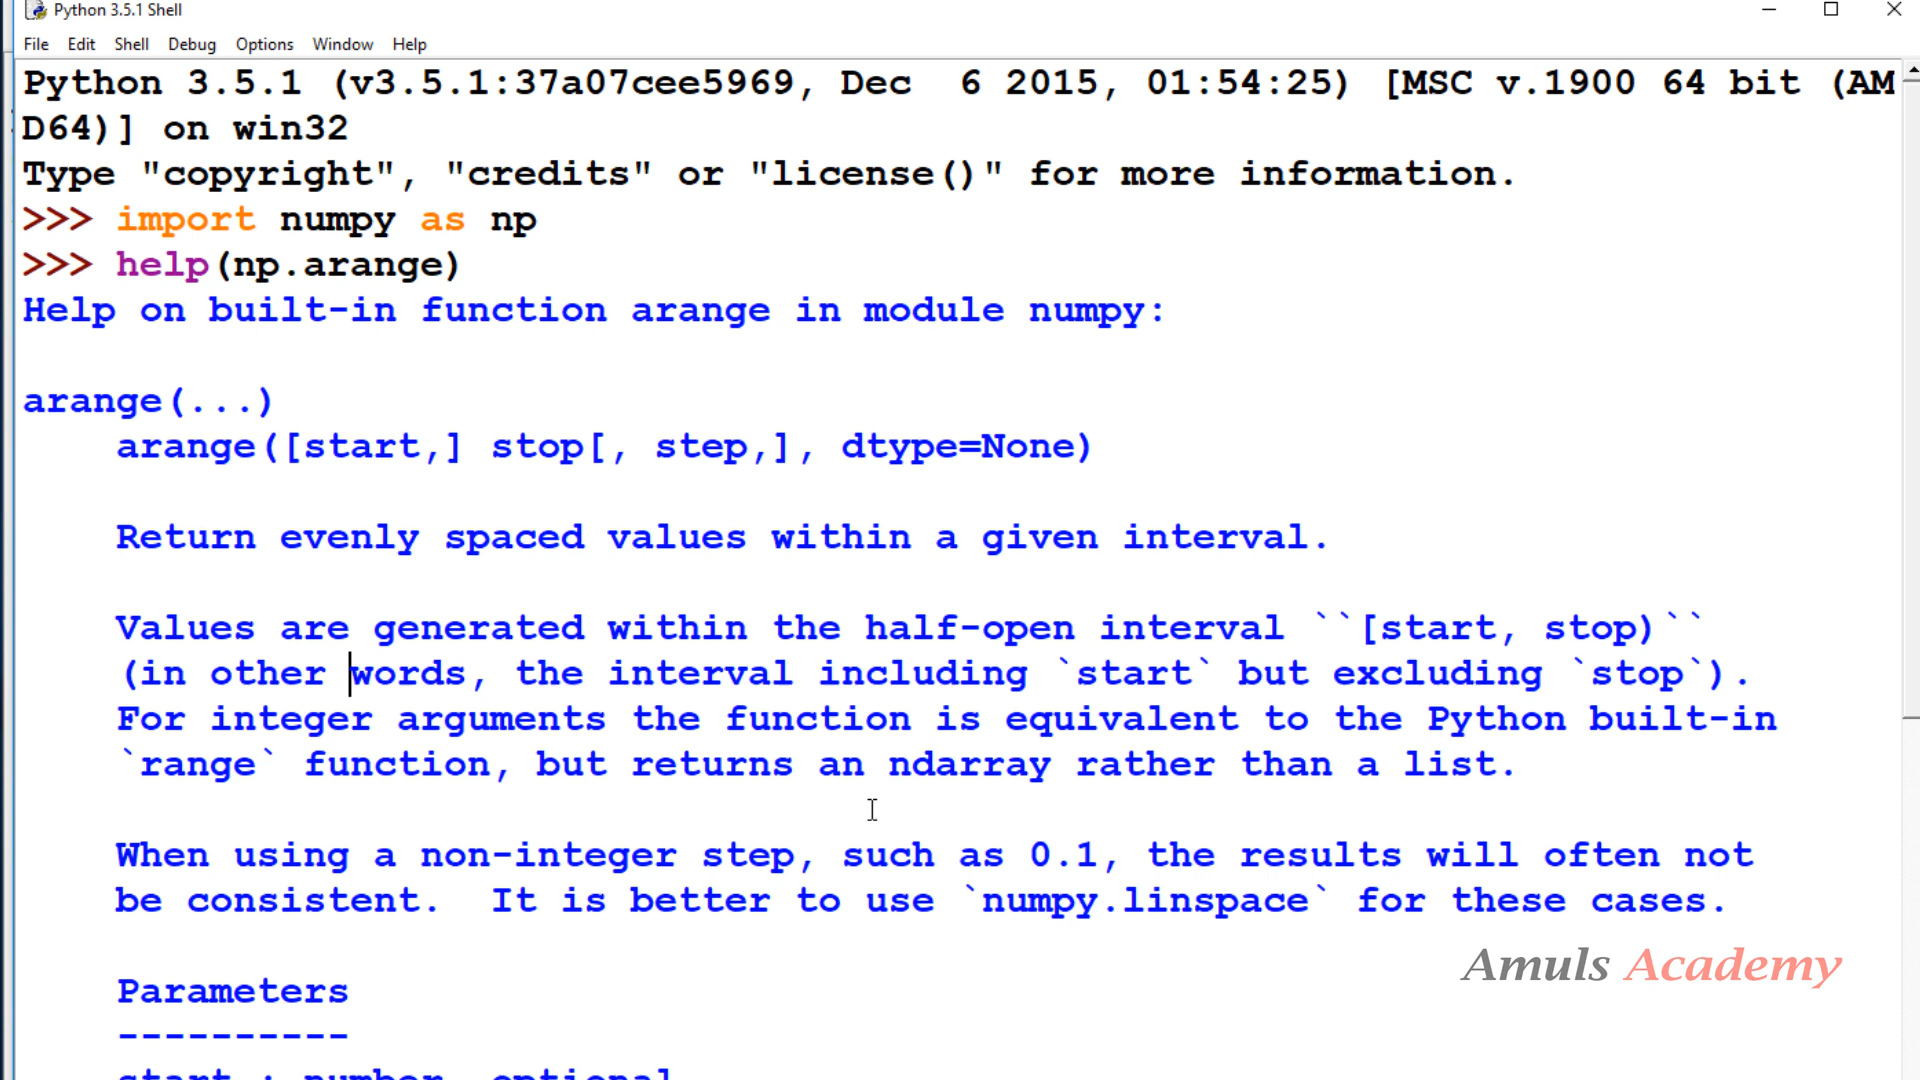 Python 3.5.1 Shell
File Edit Shell Debug Options Window Help
Python 3.5.1 (v3.5.1:37a07cee5969, Dec  6 2015, 01:54:25) [MSC v.1900 64 bit (AM
D64)] on win32
Type "copyright", "credits" or "license()" for more information.
>>> import numpy as np
>>> help(np.arange)
Help on built-in function arange in module numpy:
arange(...)
    arange([start,] stop[, step,], dtype=None)
    Return evenly spaced values within a given interval.
    Values are generated within the half-open interval ``[start, stop)``
    (in other words, the interval including `start` but excluding `stop`).
    For integer arguments the function is equivalent to the Python built-in
    `range` function, but returns an ndarray rather than a list.
    When using a non-integer step, such as 0.1, the results will often not
    be consistent.  It is better to use `numpy.linspace` for these cases.
Amuls Academy
    Parameters
    ----------
    start : number, optional